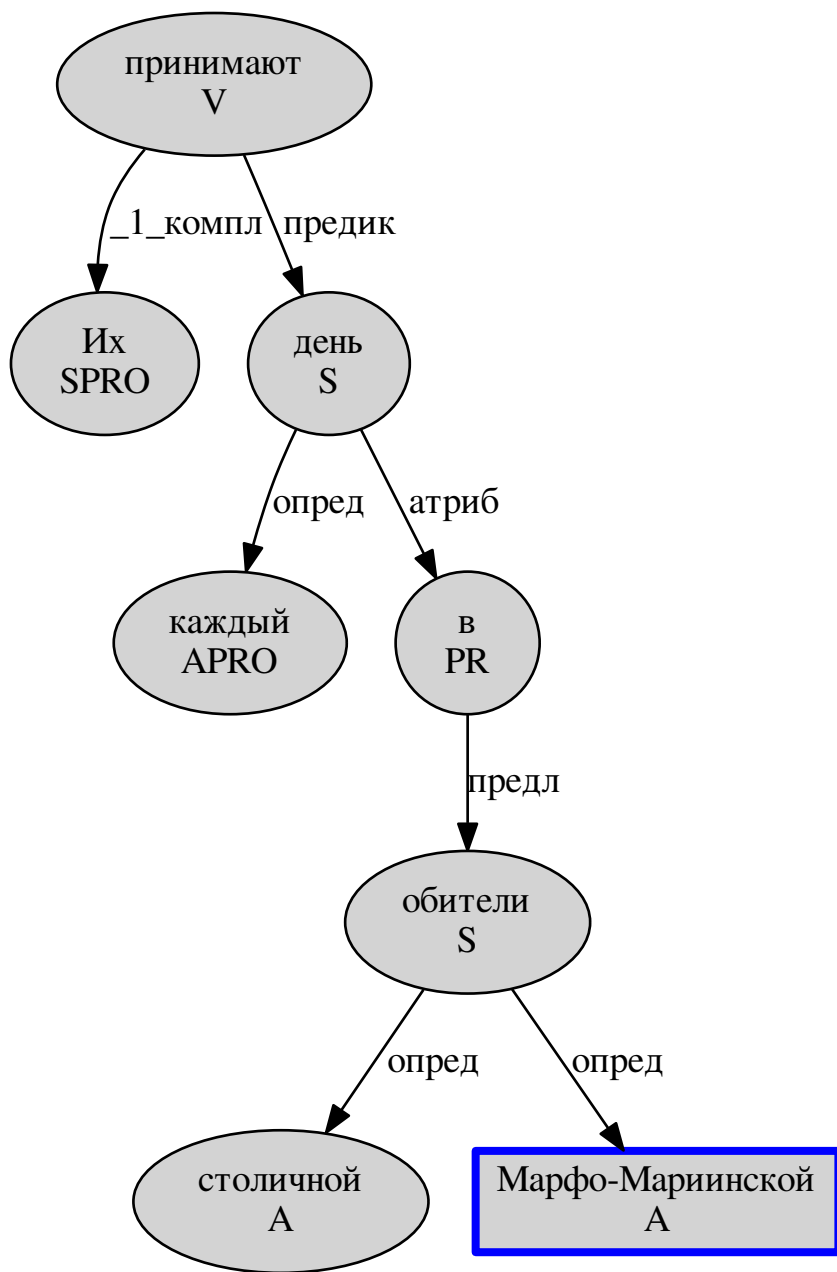 принимают
V
_1_компл
предик
Их
SPRO
день
S
опред
атриб
каждый
APRO
в
PR
предл
обители
S
опред
опред
столичной
A
Марфо-Мариинской
A